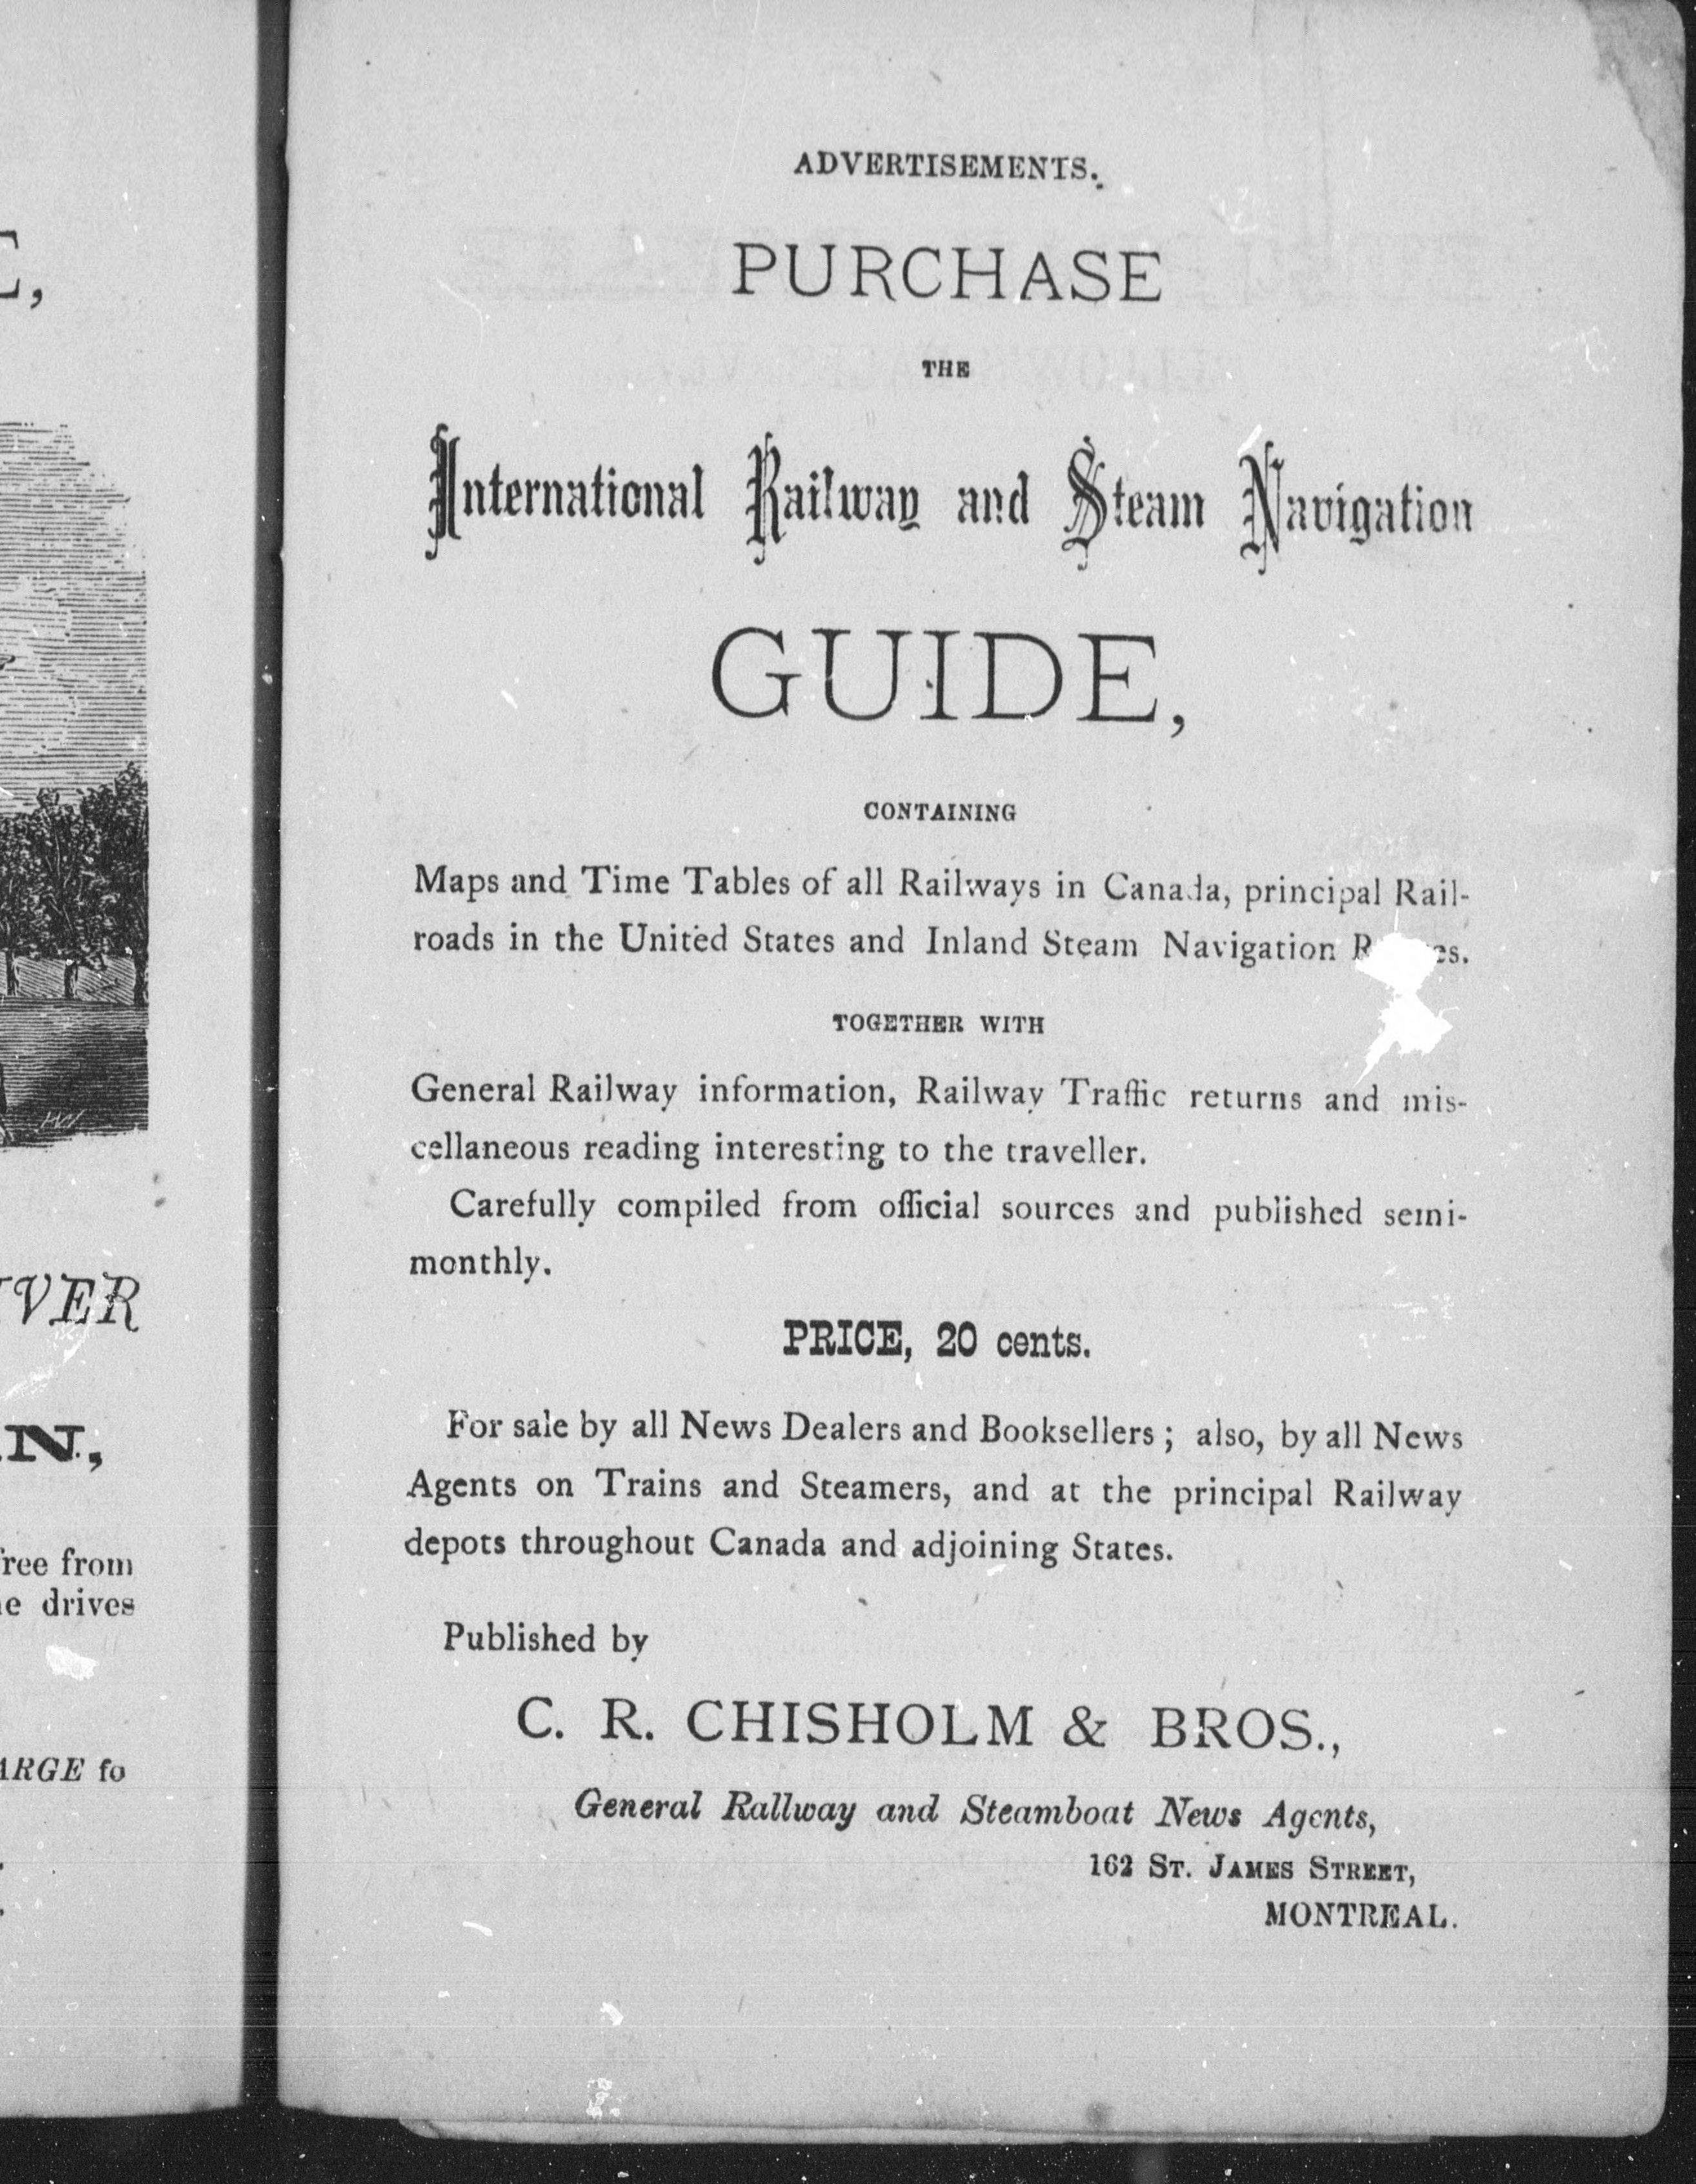 E,
IVER
N,
free from
drives
ARGE fo
ADVERTISEMENTS.
PURCHASE
THE
International Railway and Steam Navigation
GUIDE,
CONTAINING
Maps and Time Tables of all Railways in Canada, principal Rail-
roads in the United States and Inland Steam Navigation
TOGETHER WITH
General Railway information, Railway Traffic returns and mis-
cellaneous reading interesting to the traveller.
Carefully compiled from official sources and published semi-
monthly.
PRICE, 20 cents.
For sale by all News Dealers and Booksellers ; also, by all News
Agents on Trains and Steamers, and at the principal Railway
depots throughout Canada and adjoining States.
Published by
C. R. CHISHOLM & BROS.,
General Railway and Steamboat News Agents,
162 ST. JAMES STREET,
MONTREAL.